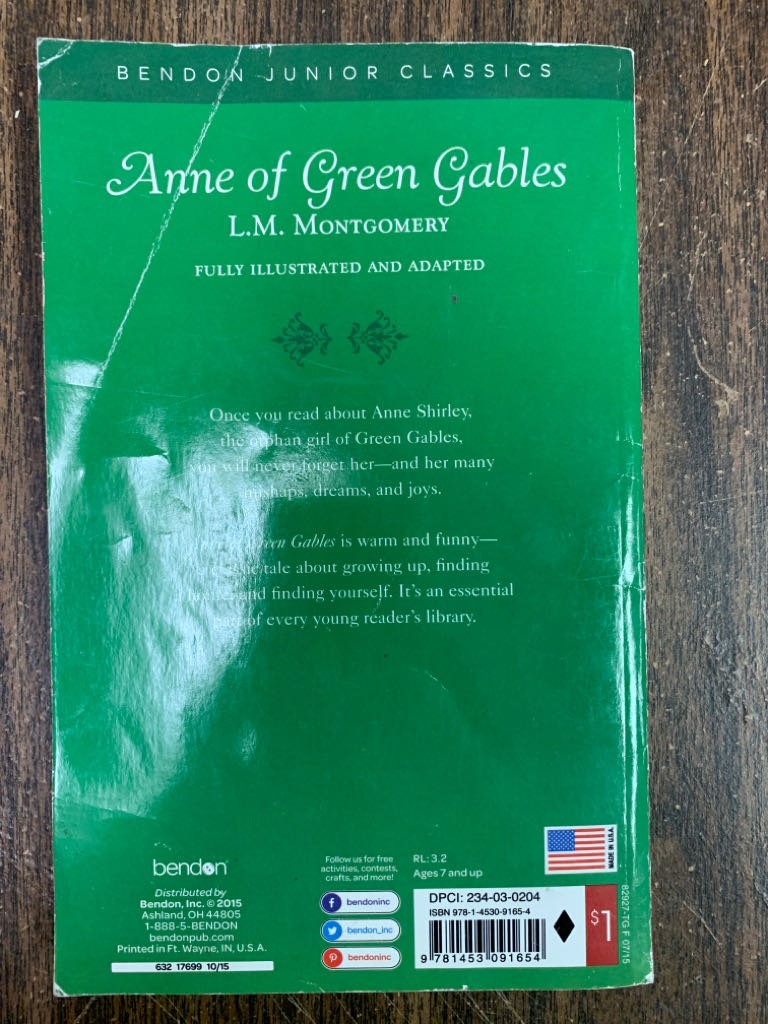 BENDON JUNIOR CLASSICS
Anne of Green Gables
L.M. MONTGOMERY
FULLY ILLUSTRATED AND ADAPTED
Once you read about Anne Shirley,
the orphan girl of Green Gables,
you will never forget her—and her many
mishaps, dreams, and joys.
Green Gables is warm and funny—
tale about growing up, finding
and finding yourself. It's an essential
part of every young reader's library.
MADE IN U.S.A.
bendon
Distributed by
Bendon, Inc. © 2015
Ashland, OH 44805
1-888-5-BENDON
bendonpub.com
Printed in Ft. Wayne, IN, U.S.A.
632 17699 10/15
Follow us for free
activities, contests,
crafts, and more!
bendoninc
bendon_inc
bendoninc
RL: 3.2
Ages 7 and up
DPCI: 234-03-0204
ISBN 978-1-4530-9165-4
9 781453 091654
$1
82927-TG F 07/15